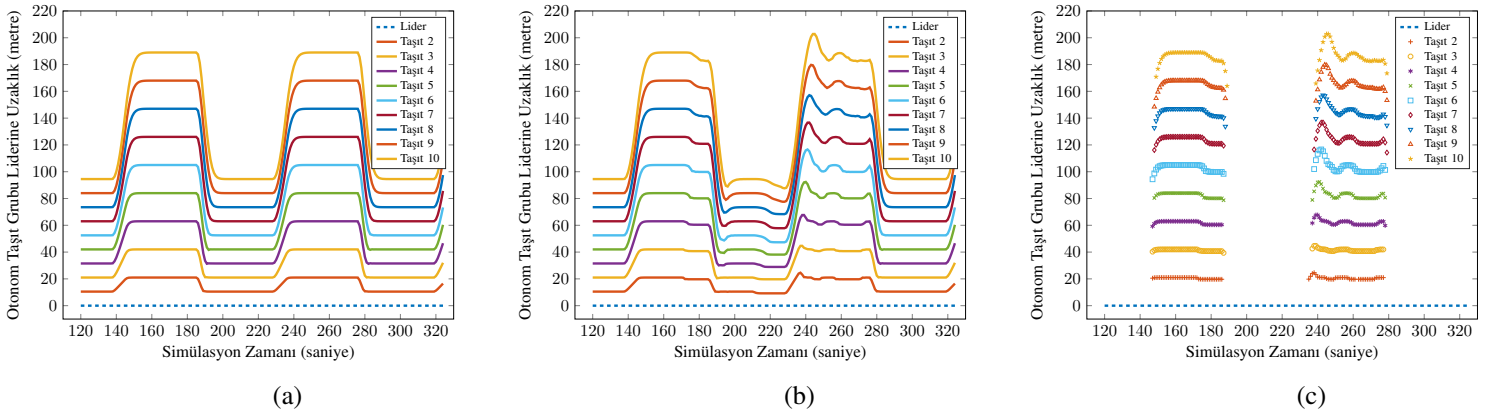 Otonom Taşıt Grubu Liderine Uzaklık (metre)
220
200
180
160
140
120
100
80
60
40
20
0
120 140 160 180 200 220 240 260 280 300 320
Simülasyon Zamanı (saniye)
Lider
Taşıt 2
Taşıt 3
Taşıt 4
Taşıt 5
Taşıt 6
Taşıt 7
Taşıt 8
Taşıt 9
Taşıt 10
(a)
Otonom Taşıt Grubu Liderine Uzaklık (metre)
220
200
180
160
140
120
100
80
60
40
20
0
120 140 160 180 200 220 240 260 280 300 320
Simülasyon Zamanı (saniye)
Lider
Taşıt 2
Taşıt 3
Taşıt 4
Taşıt 5
Taşıt 6
Taşıt 7
Taşıt 8
Taşıt 9
Taşıt 10
(b)
Otonom Taşıt Grubu Liderine Uzaklık (metre)
220
200
180
160
140
120
100
80
60
40
20
0
120 140 160 180 200 220 240 260 280 300 320
Simülasyon Zamanı (saniye)
Lider
Taşıt 2
Taşıt 3
Taşıt 4
Taşıt 5
Taşıt 6
Taşıt 7
Taşıt 8
Taşıt 9
Taşıt 10
(c)